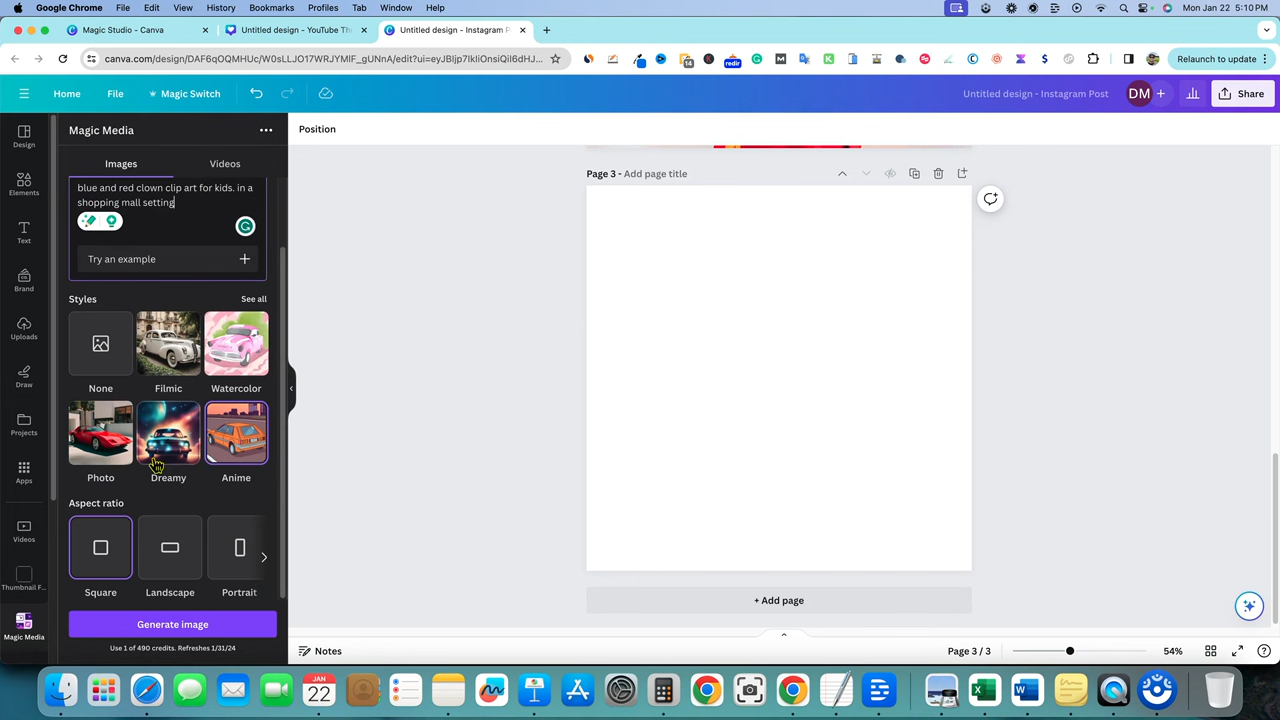 Google Chrome File Edit View History Bookmarks Profiles Tab Window Help Mon Jan 22 5:10 PM
Magic Studio - Canva
Untitled design - YouTube Th
Untitled design - Instagram P
canva.com/design/DAF6qOQMHUc/W0sLLJO17WRJYMIF_gUNnA/edit?ui=eyJBIjp7IkIiOnsiQiI6dHJ...
14
redir
Relaunch to update
Home File Magic Switch
Untitled design - Instagram Post DM Share
Design
Elements
Text
Brand
Uploads
Draw
Projects
Apps
Videos
Thumbnail F...
Magic Media
Magic Media
Images Videos
blue and red clown clip art for kids. in a
shopping mall setting
Try an example
Styles See all
None Filmic Watercolor
Photo Dreamy Anime
Aspect ratio
Square Landscape Portrait
Generate image
Use 1 of 490 credits. Refreshes 1/31/24
Position
Page 3 - Add page title
+ Add page
Notes
Page 3 / 3 54%
JAN
22